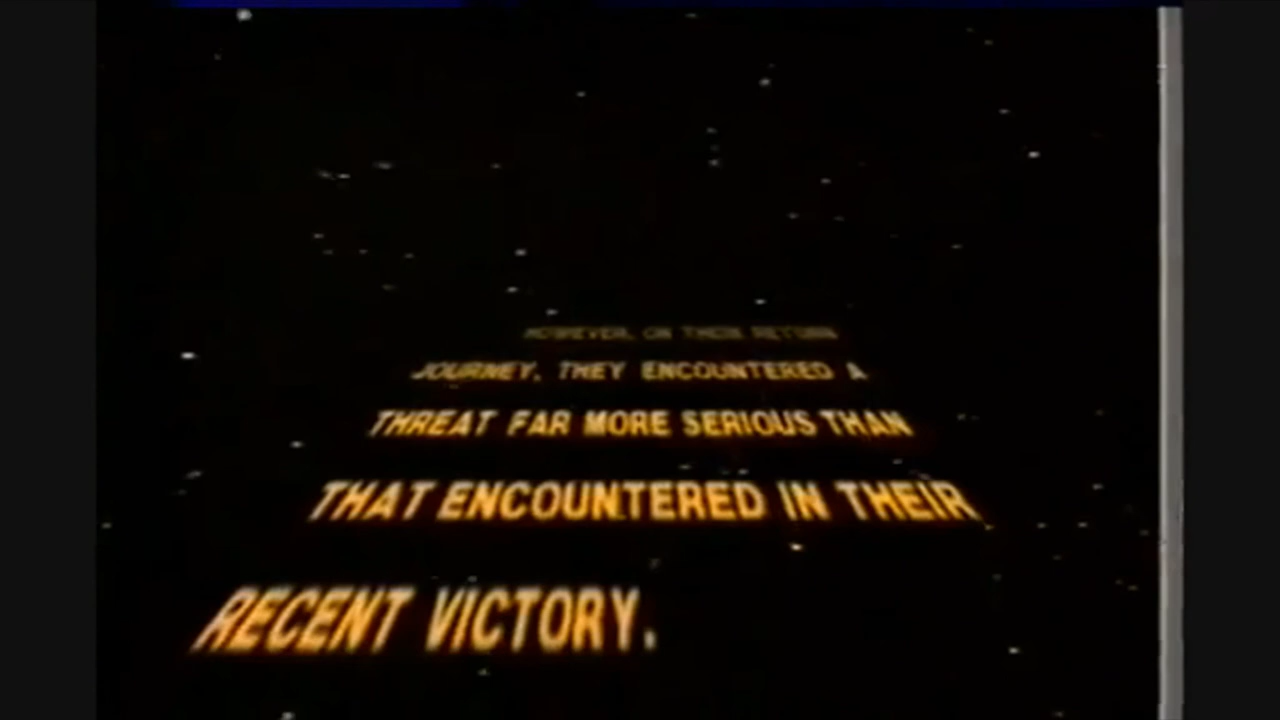 HOWEVER, ON THEIR RETURN
JOURNEY, THEY ENCOUNTERED A
THREAT FAR MORE SERIOUS THAN
THAT ENCOUNTERED IN THEIR
RECENT VICTORY.